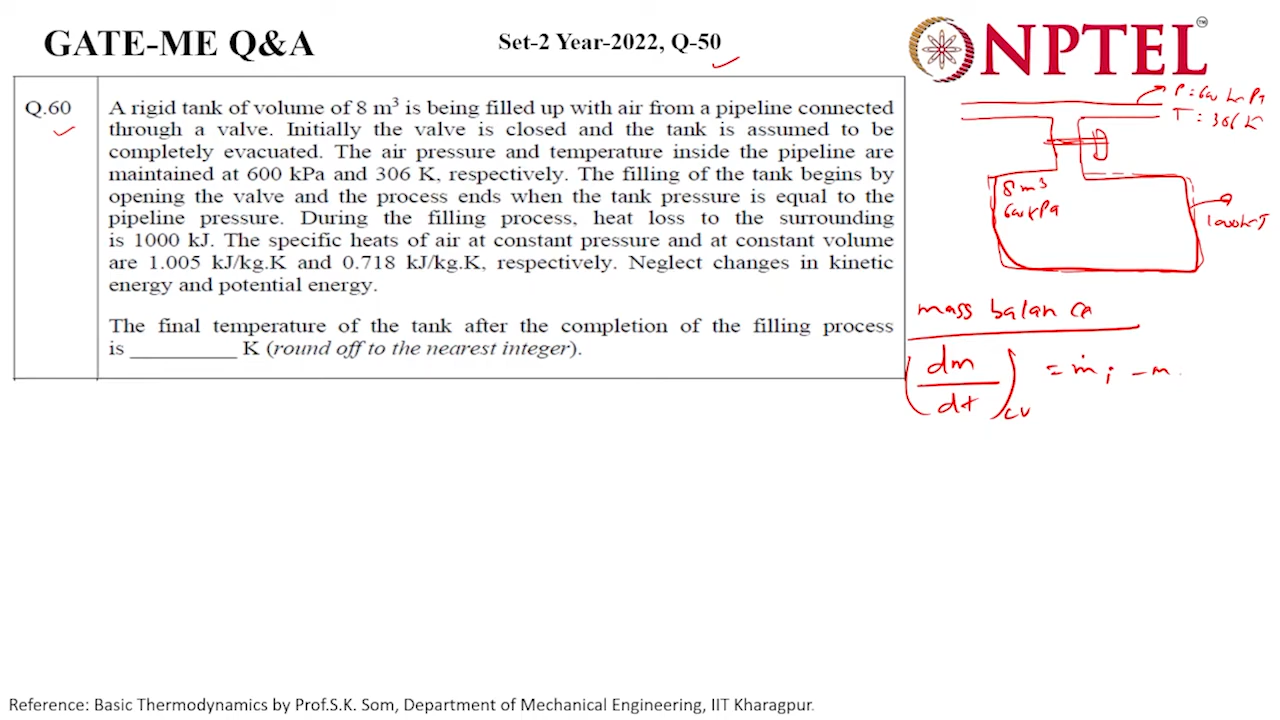 GATE-ME Q&A
Set-2 Year-2022, Q-50
NPTEL
TM
P : 600 kPa
T : 306 K
Q.60
A rigid tank of volume of 8 m³ is being filled up with air from a pipeline connected
through a valve. Initially the valve is closed and the tank is assumed to be
completely evacuated. The air pressure and temperature inside the pipeline are
maintained at 600 kPa and 306 K, respectively. The filling of the tank begins by
opening the valve and the process ends when the tank pressure is equal to the
pipeline pressure. During the filling process, heat loss to the surrounding
is 1000 kJ. The specific heats of air at constant pressure and at constant volume
are 1.005 kJ/kg.K and 0.718 kJ/kg.K, respectively. Neglect changes in kinetic
energy and potential energy.
The final temperature of the tank after the completion of the filling process
is __________ K (round off to the nearest integer).
8 m³
600 kPa
1000 kJ
mass balance
(dm/dt)cv = ṁi - m
Reference: Basic Thermodynamics by Prof.S.K. Som, Department of Mechanical Engineering, IIT Kharagpur.